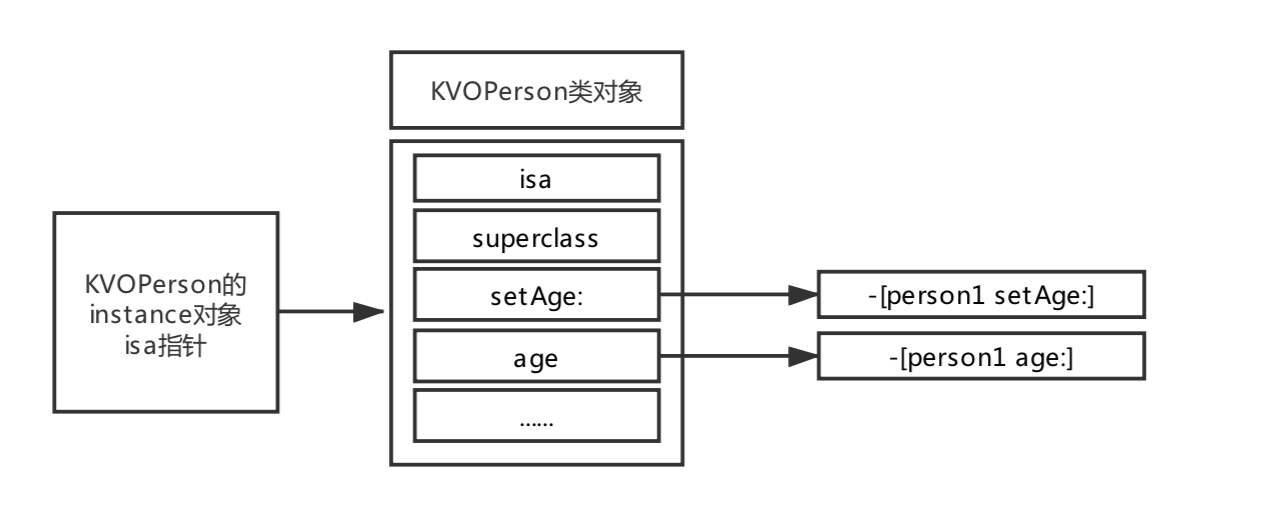 KVOPerson类对象
KVOPerson的
instance对象
isa指针
isa
superclass
setAge:
age
……
-[person1 setAge:]
-[person1 age:]